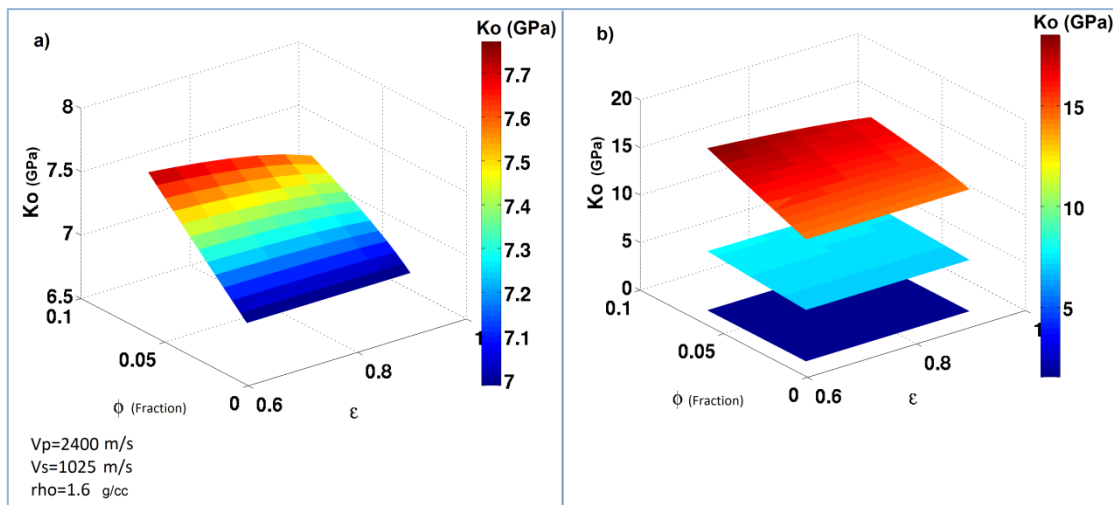 a)
Ko (GPa)
8
7.5
7
6.5
Ko (GPa)
0.1
0.05
0
ϕ (Fraction)
0.6
0.8
1
ε
7.7
7.6
7.5
7.4
7.3
7.2
7.1
7
Vp=2400 m/s
Vs=1025 m/s
rho=1.6 g/cc
b)
Ko (GPa)
20
15
10
5
0
Ko (GPa)
0.1
0.05
0
ϕ (Fraction)
0.6
0.8
1
ε
15
10
5